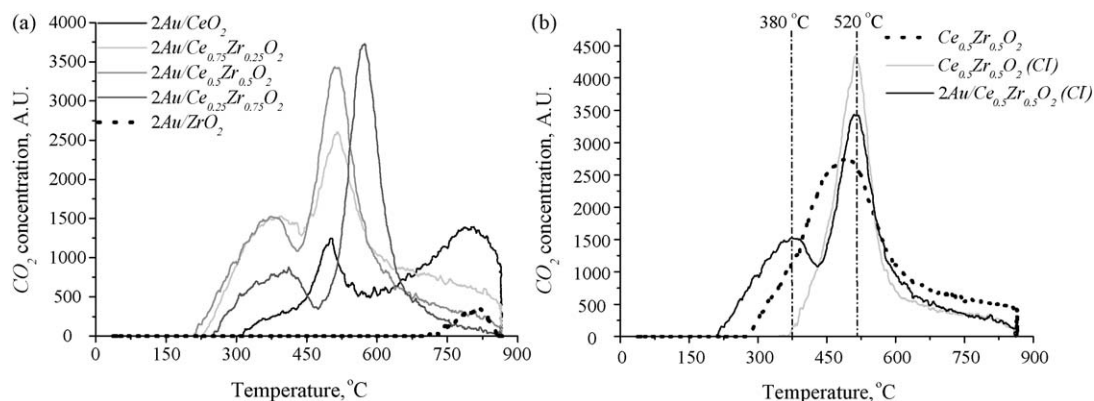 (a)
2Au/CeO2
2Au/Ce0.75Zr0.25O2
2Au/Ce0.5Zr0.5O2
2Au/Ce0.25Zr0.75O2
2Au/ZrO2
CO2 concentration, A.U.
4000
3500
3000
2500
2000
1500
1000
500
0
0 150 300 450 600 750 900
Temperature, °C
(b)
380 °C 520 °C
Ce0.5Zr0.5O2
Ce0.5Zr0.5O2 (CI)
2Au/Ce0.5Zr0.5O2 (CI)
CO2 concentration, A.U.
4500
4000
3500
3000
2500
2000
1500
1000
500
0
0 150 300 450 600 750 900
Temperature, °C